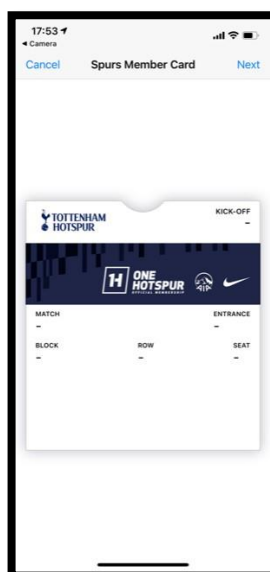 17:53
Camera
Cancel Spurs Member Card Next
TOTTENHAM
HOTSPUR
KICK-OFF
-
1H ONE
HOTSPUR
OFFICIAL MEMBERSHIP
AIA
MATCH ENTRANCE
- -
BLOCK ROW SEAT
- - -